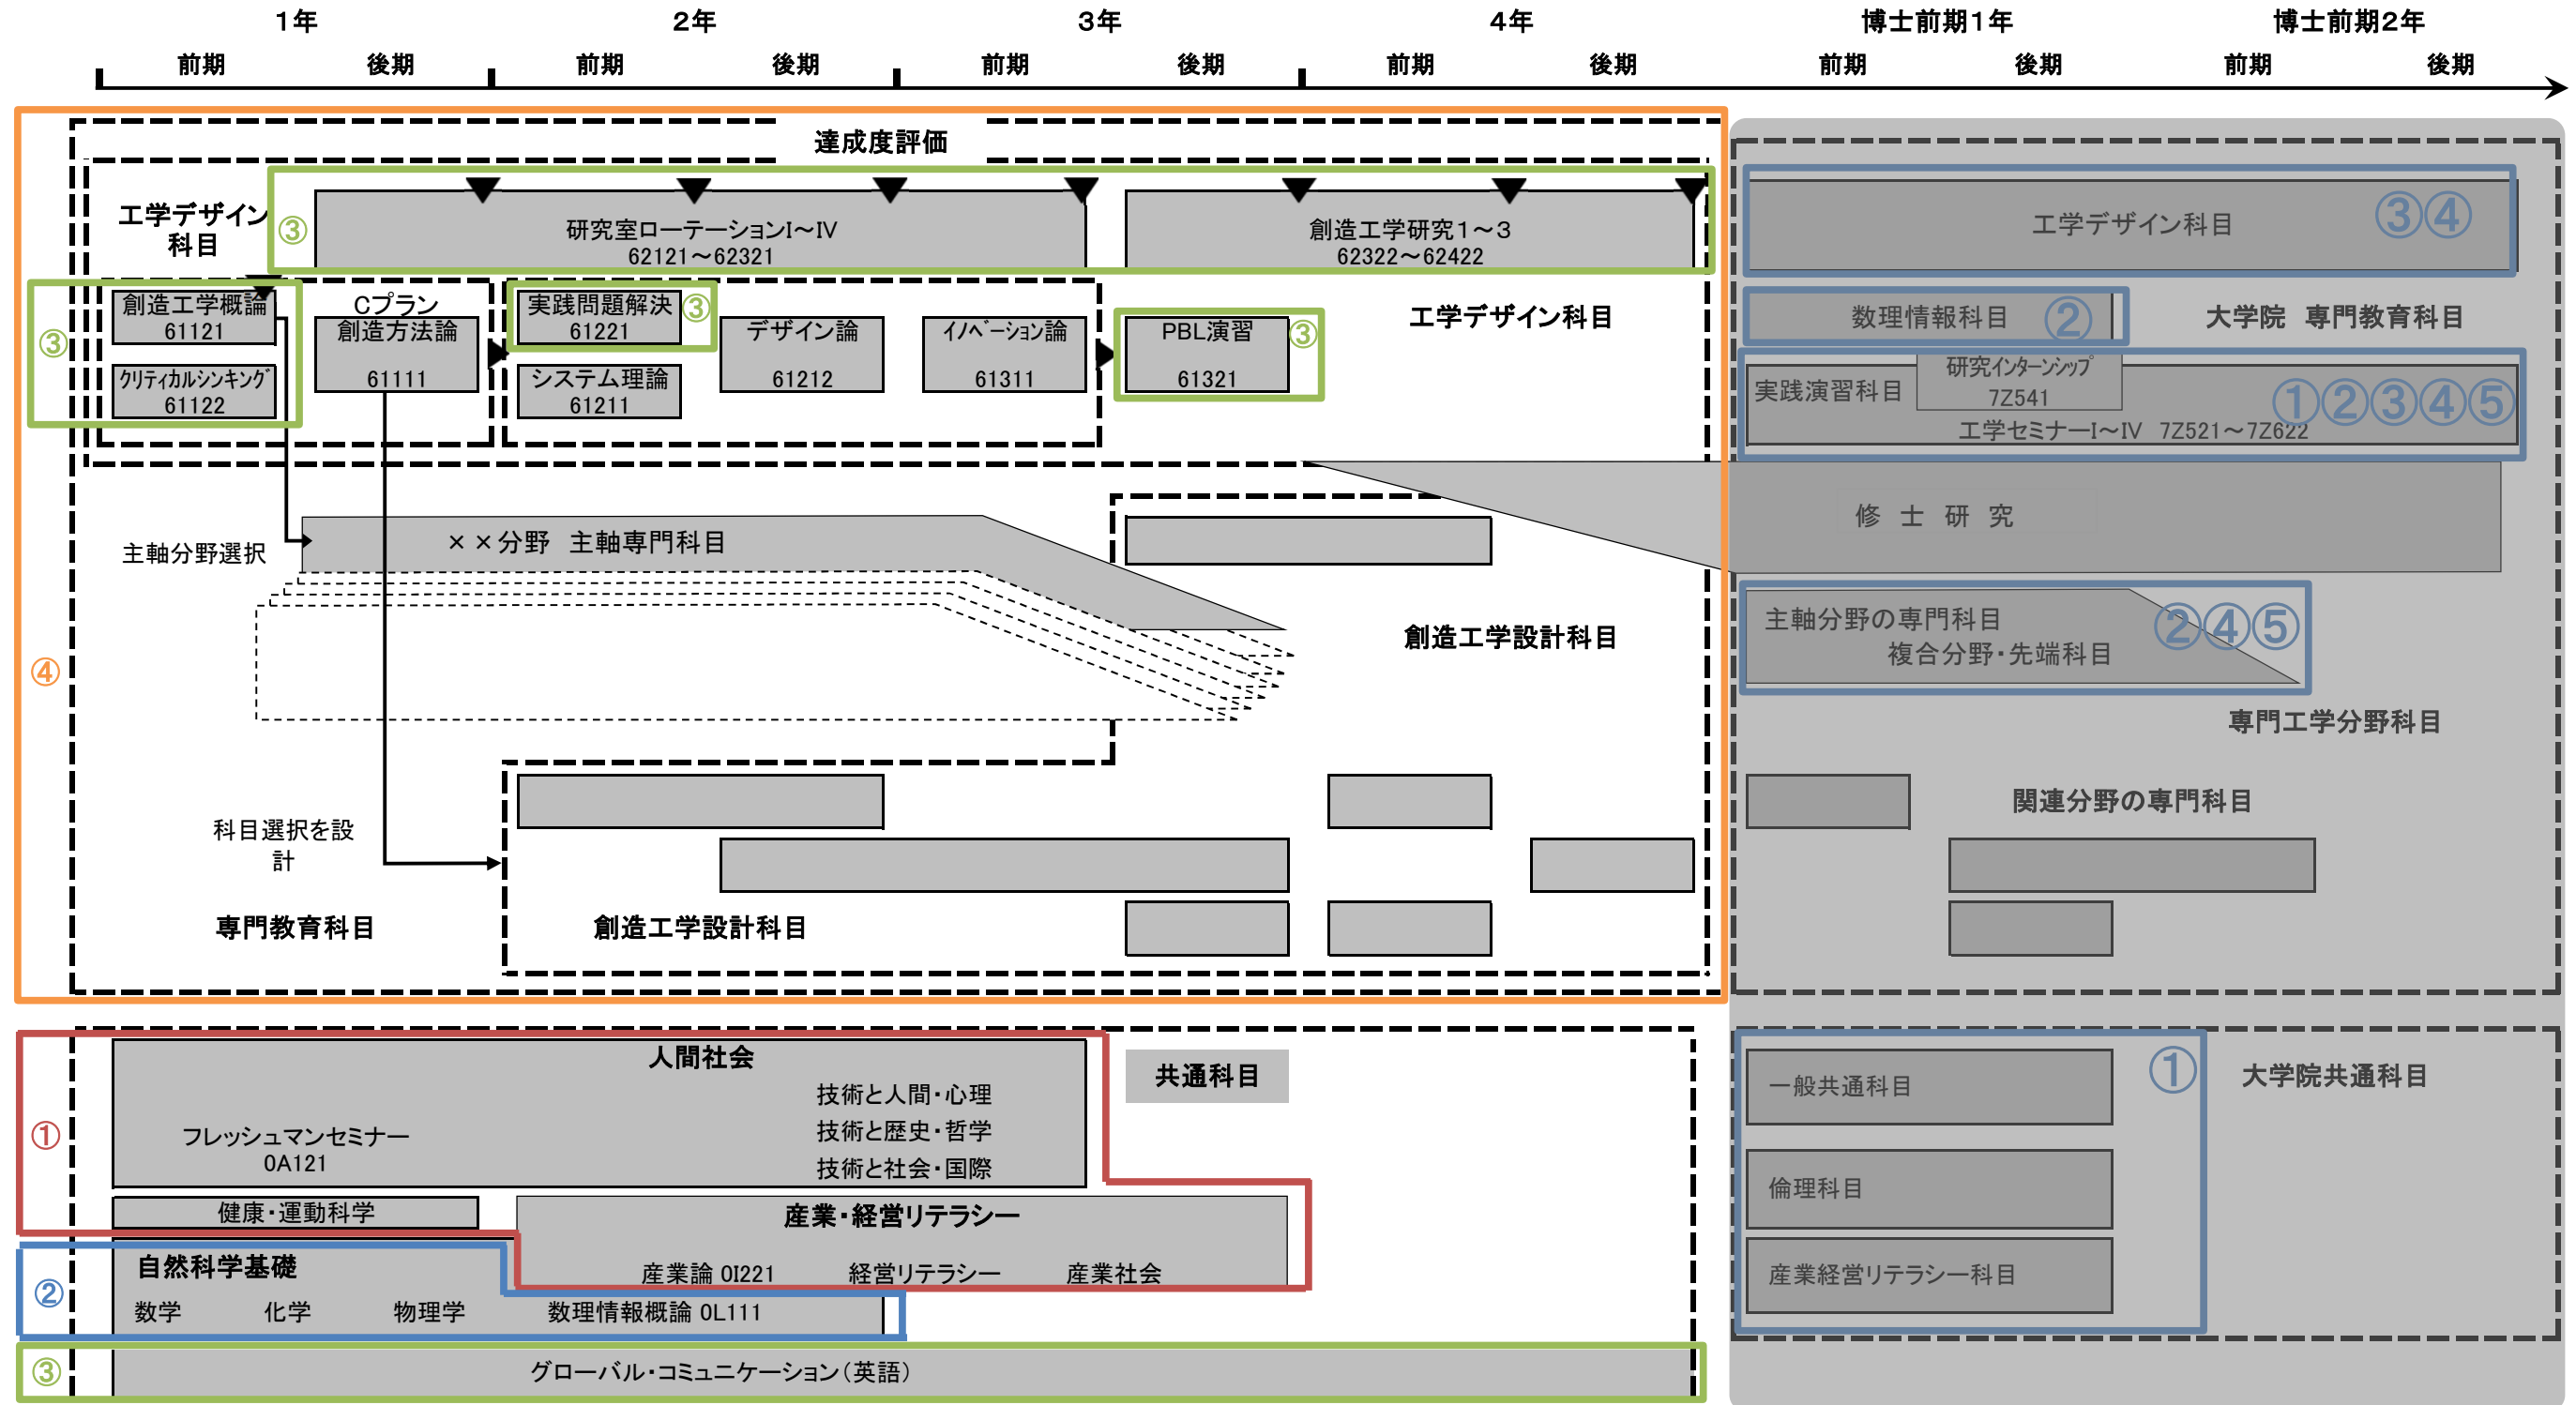 1年
2年
3年
4年
博士前期1年
博士前期2年
前期
後期
前期
後期
前期
後期
前期
後期
前期
後期
前期
後期
達成度評価
工学デザイン
科目
③
研究室ローテーションI～IV
62121～62321
創造工学研究1～3
62322～62422
工学デザイン科目
③④
③
創造工学概論
61121
クリティカルシンキング
61122
Cプラン
創造方法論
61111
実践問題解決
61221
③
システム理論
61211
デザイン論
61212
イノベーション論
61311
PBL演習
61321
③
工学デザイン科目
数理情報科目
②
大学院 専門教育科目
実践演習科目
研究インターンシップ
7Z541
①②③④⑤
工学セミナーI～IV 7Z521～7Z622
修 士 研 究
主軸分野選択
××分野 主軸専門科目
④
創造工学設計科目
主軸分野の専門科目
複合分野・先端科目
②④⑤
専門工学分野科目
関連分野の専門科目
科目選択を設
計
専門教育科目
創造工学設計科目
①
人間社会
技術と人間・心理
技術と歴史・哲学
技術と社会・国際
フレッシュマンセミナー
0A121
共通科目
健康・運動科学
産業・経営リテラシー
産業論 0I221
経営リテラシー
産業社会
②
自然科学基礎
数学
化学
物理学
数理情報概論 0L111
③
グローバル・コミュニケーション（英語）
一般共通科目
①
大学院共通科目
倫理科目
産業経営リテラシー科目